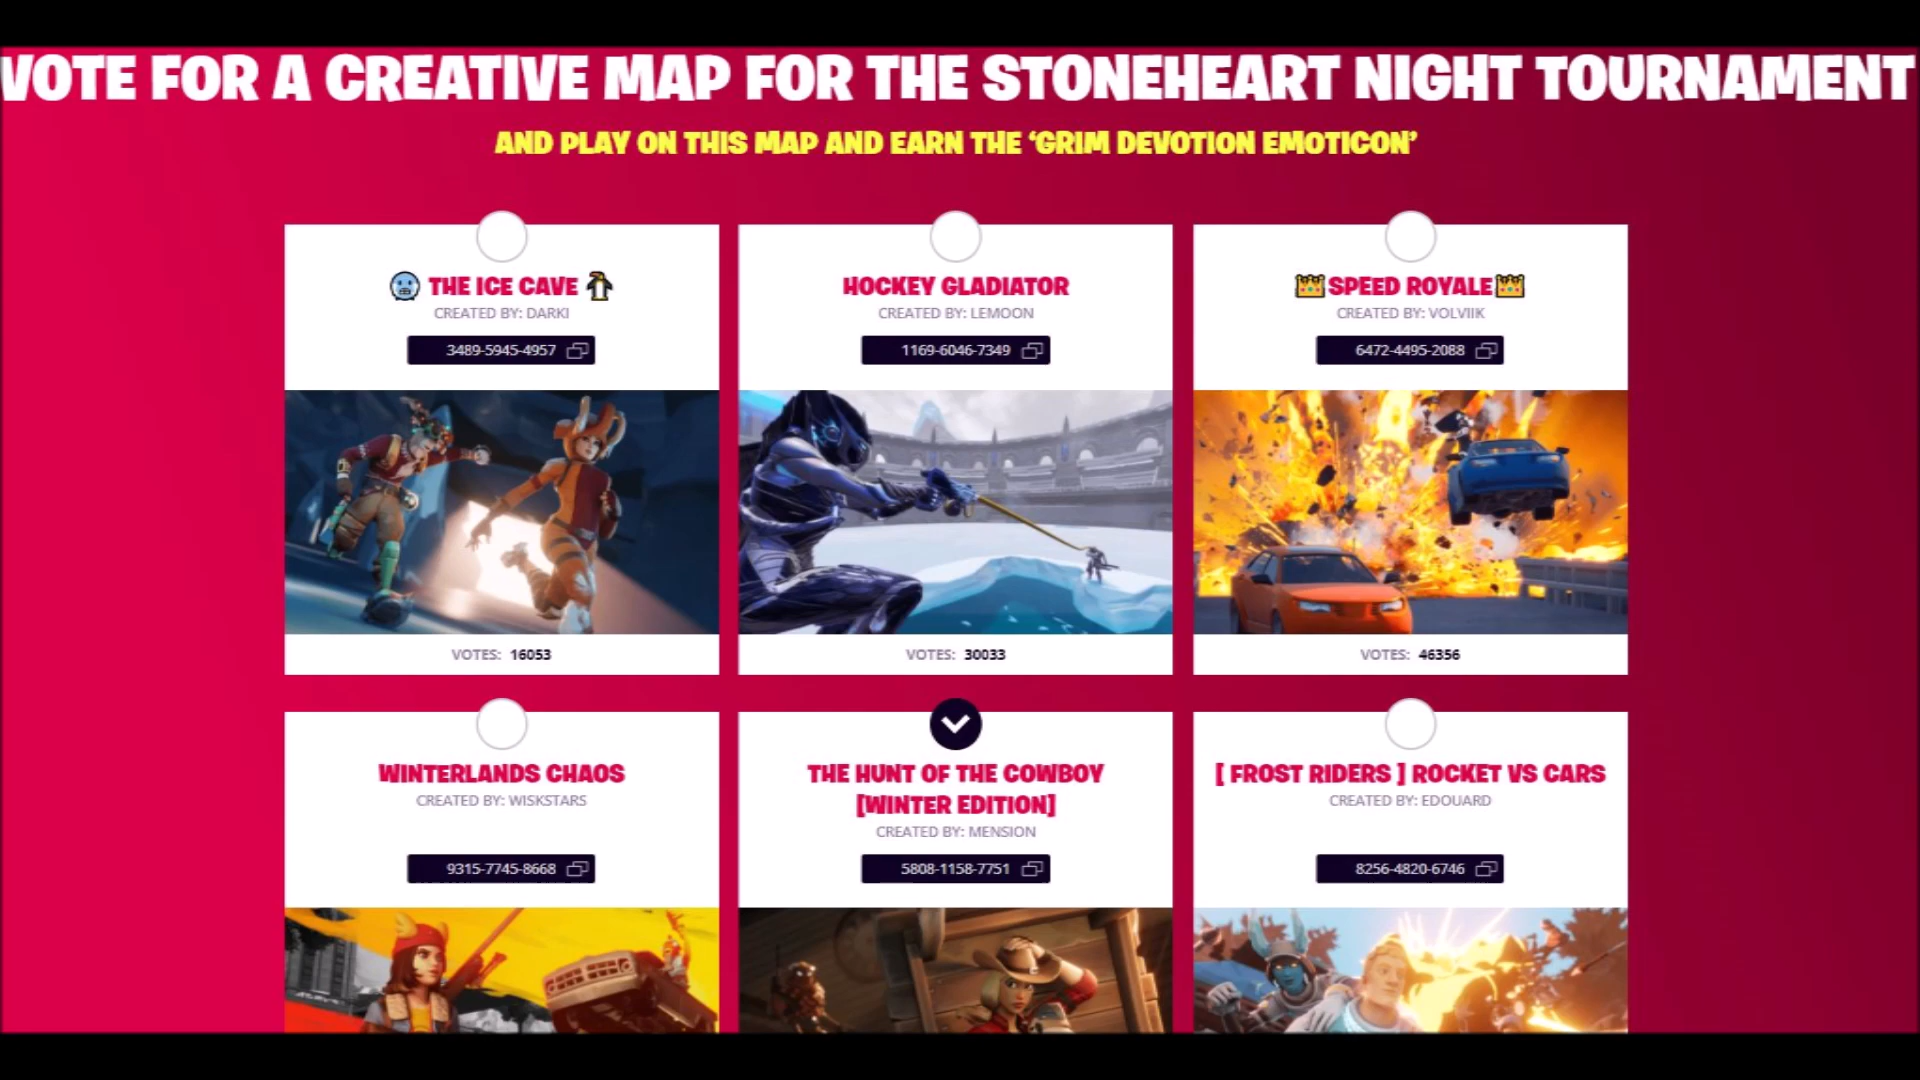 VOTE FOR A CREATIVE MAP FOR THE STONEHEART NIGHT TOURNAMENT
AND PLAY ON THIS MAP AND EARN THE ‘GRIM DEVOTION EMOTICON’
THE ICE CAVE
CREATED BY: DARKI
3489-5945-4957
VOTES: 16053
HOCKEY GLADIATOR
CREATED BY: LEMOON
1169-6046-7349
VOTES: 30033
SPEED ROYALE
CREATED BY: VOLVIIK
6472-4495-2088
VOTES: 46356
WINTERLANDS CHAOS
CREATED BY: WISKSTARS
9315-7745-8668
THE HUNT OF THE COWBOY
[WINTER EDITION]
CREATED BY: MENSION
5808-1158-7751
[ FROST RIDERS ] ROCKET VS CARS
CREATED BY: EDOUARD
8256-4820-6746